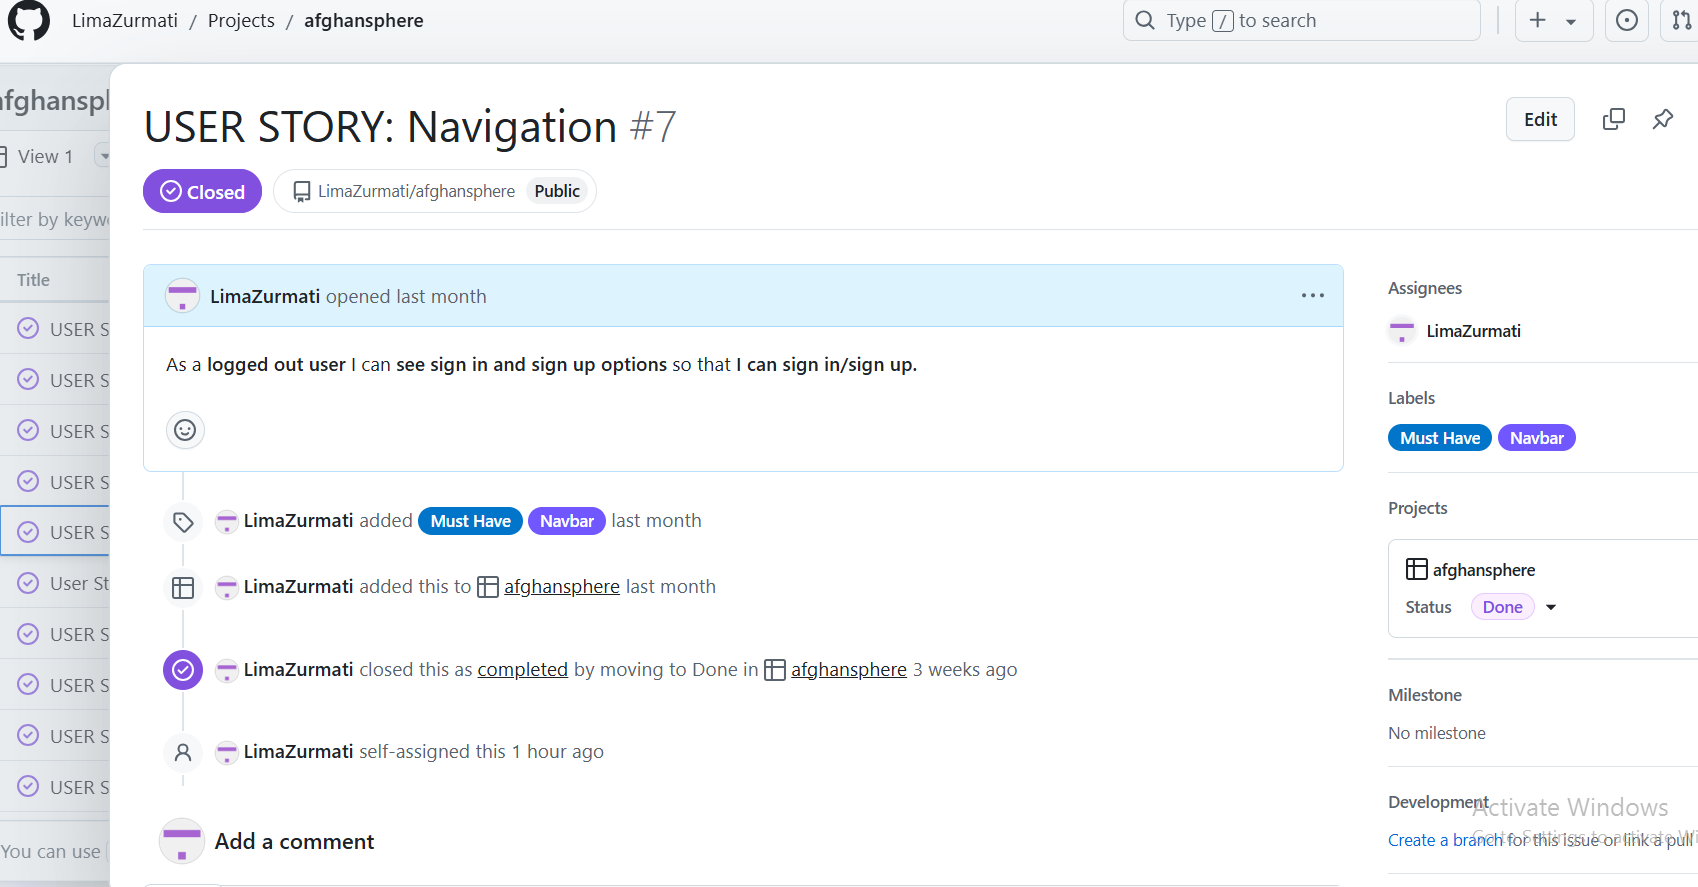 LimaZurmati / Projects / afghansphere
Type / to search
afghansph
View 1
ilter by keyw
Title
USER S
USER S
USER S
USER S
USER S
User St
USER S
USER S
USER S
USER S
You can use
USER STORY: Navigation #7
Edit
Closed
LimaZurmati/afghansphere Public
LimaZurmati opened last month
As a logged out user I can see sign in and sign up options so that I can sign in/sign up.
LimaZurmati added Must Have Navbar last month
LimaZurmati added this to afghansphere last month
LimaZurmati closed this as completed by moving to Done in afghansphere 3 weeks ago
LimaZurmati self-assigned this 1 hour ago
Add a comment
Assignees
LimaZurmati
Labels
Must Have Navbar
Projects
afghansphere
Status Done
Milestone
No milestone
Development
Create a branch for this issue or link a pull
Activate Windows
Go to Settings to activate Wi